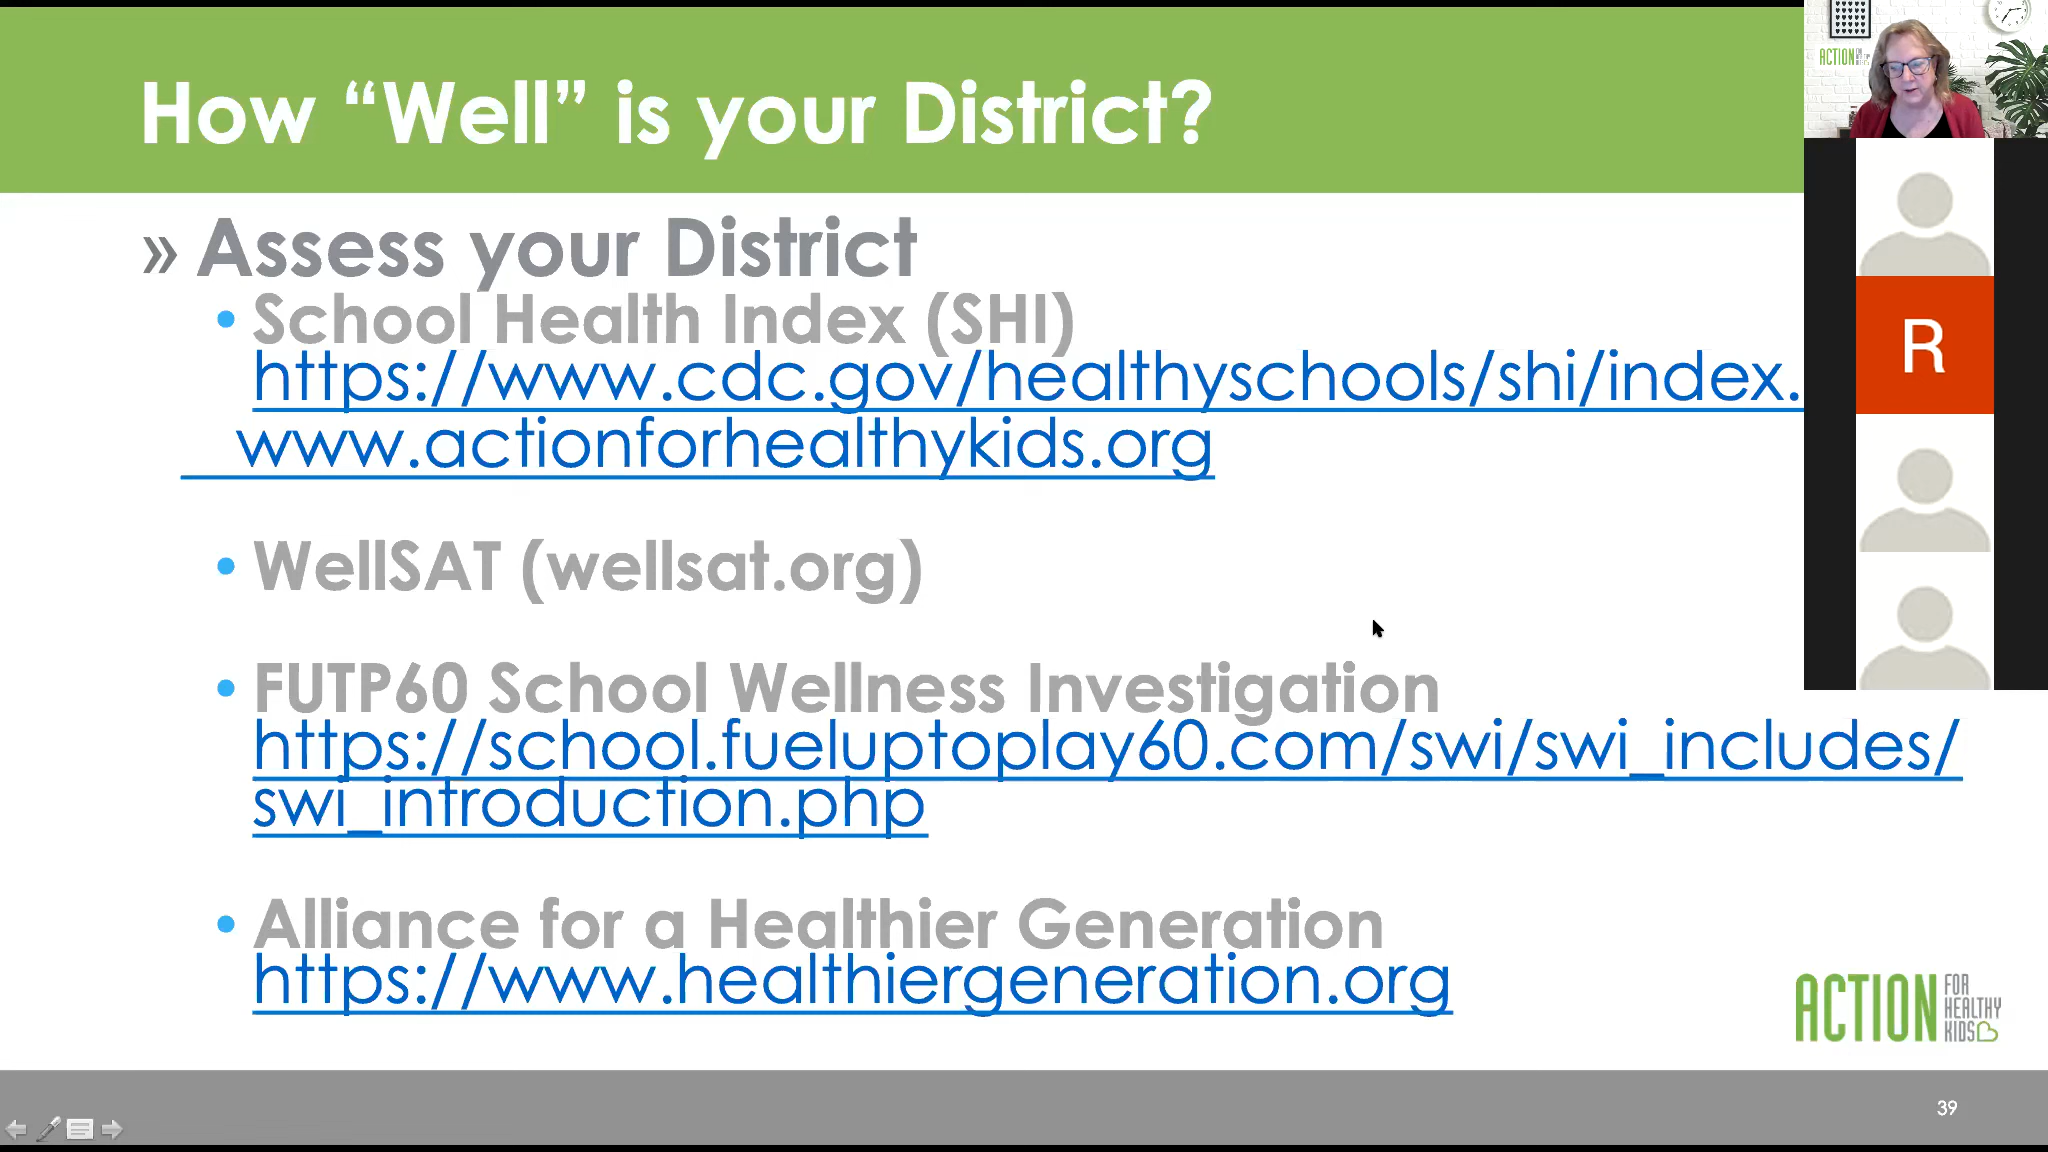 How “Well” is your District?
» Assess your District
• School Health Index (SHI)
https://www.cdc.gov/healthyschools/shi/index.
www.actionforhealthykids.org
• WellSAT (wellsat.org)
• FUTP60 School Wellness Investigation
https://school.fueluptoplay60.com/swi/swi_includes/
swi_introduction.php
• Alliance for a Healthier Generation
https://www.healthiergeneration.org
ACTION
R
ACTION FOR
HEALTHY
KIDS
39